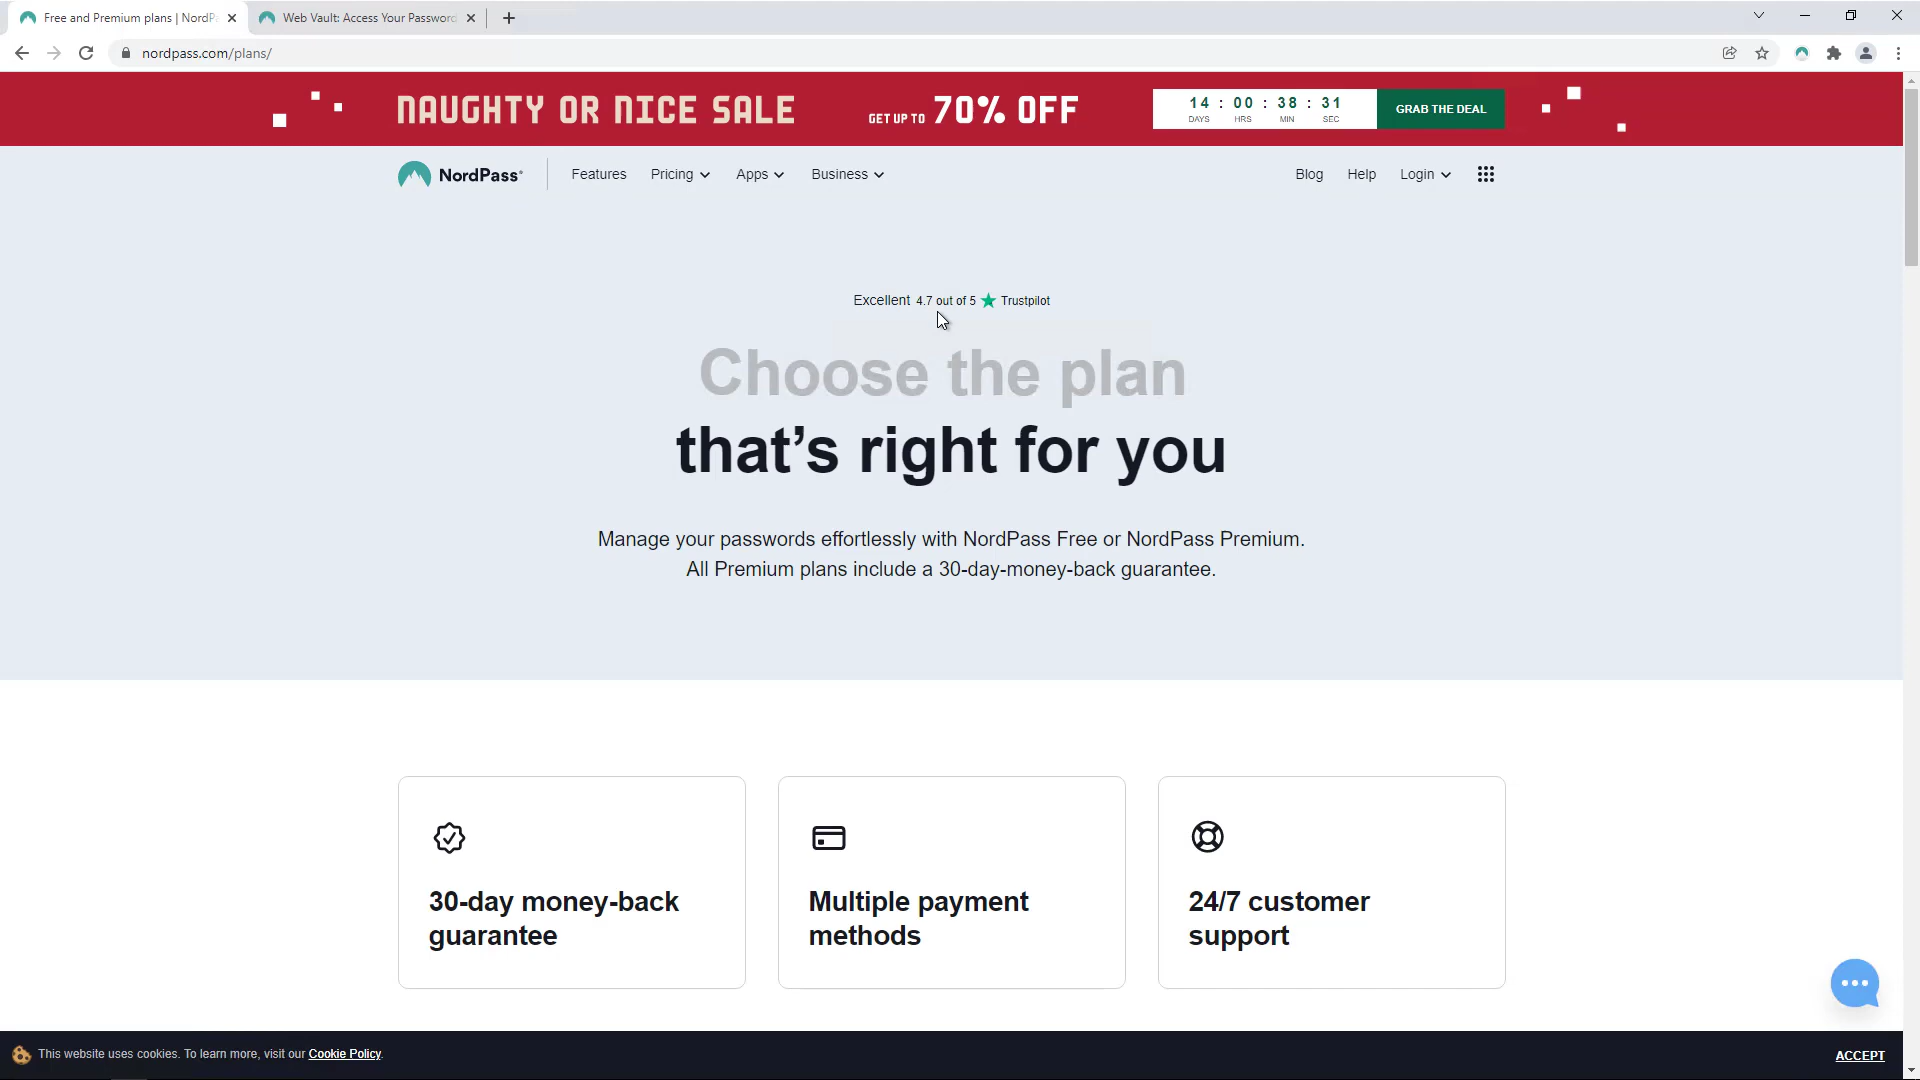 Free and Premium plans | NordP
Web Vault: Access Your Password
nordpass.com/plans/
NAUGHTY OR NICE SALE
GET UP TO 70% OFF
14 : 00 : 38 : 31
DAYS HRS MIN SEC
GRAB THE DEAL
NordPass®
Features
Pricing
Apps
Business
Blog
Help
Login
Excellent 4.7 out of 5 Trustpilot
Choose the plan
that’s right for you
Manage your passwords effortlessly with NordPass Free or NordPass Premium.
All Premium plans include a 30-day-money-back guarantee.
30-day money-back
guarantee
Multiple payment
methods
24/7 customer
support
This website uses cookies. To learn more, visit our Cookie Policy.
ACCEPT